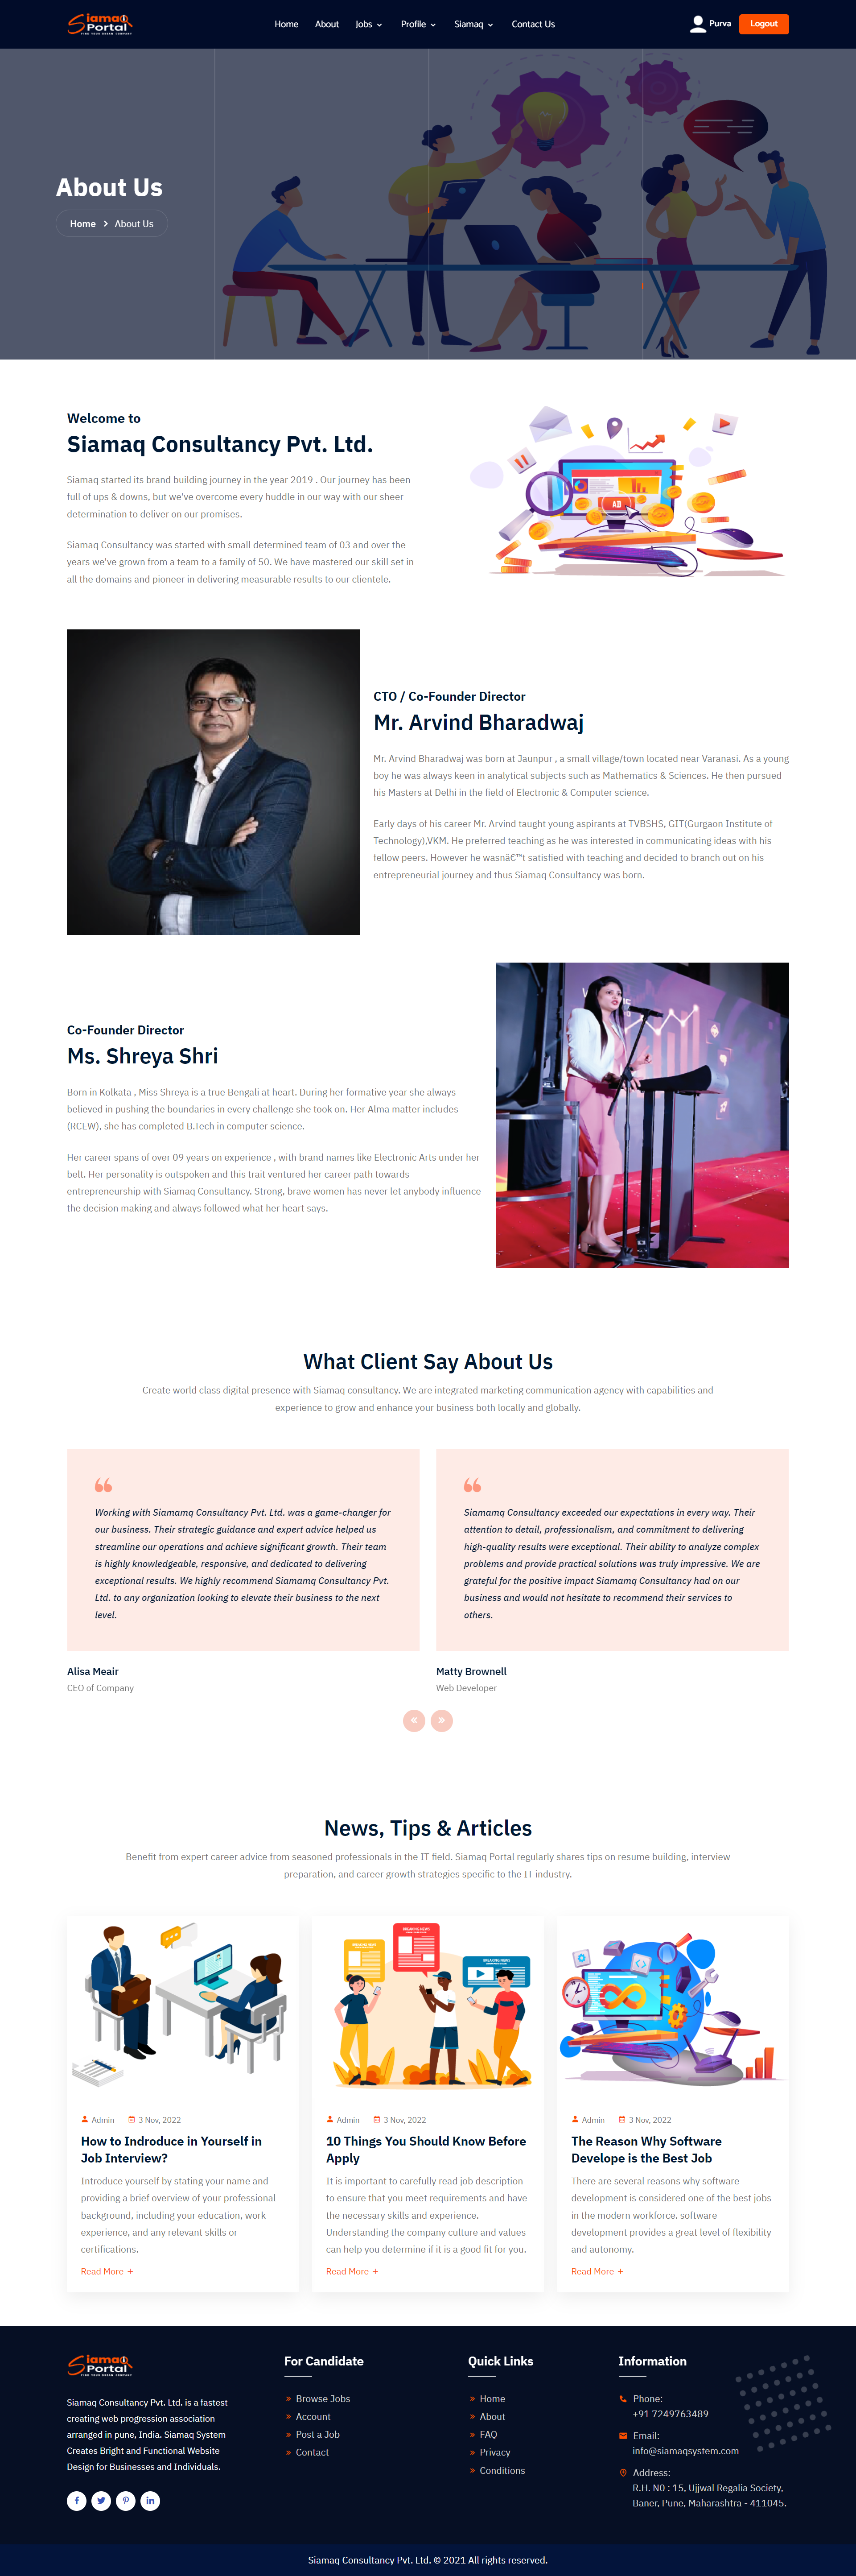 Siamaq
Portal
FIND YOUR DREAM COMPANY
Home
About
Jobs
Profile
Siamaq
Contact Us
Purva
Logout
About Us
Home
About Us
Welcome to
Siamaq Consultancy Pvt. Ltd.
Siamaq started its brand building journey in the year 2019 . Our journey has been
full of ups & downs, but we've overcome every huddle in our way with our sheer
determination to deliver on our promises.
Siamaq Consultancy was started with small determined team of 03 and over the
years we've grown from a team to a family of 50. We have mastered our skill set in
all the domains and pioneer in delivering measurable results to our clientele.
AD
CTO / Co-Founder Director
Mr. Arvind Bharadwaj
Mr. Arvind Bharadwaj was born at Jaunpur , a small village/town located near Varanasi. As a young
boy he was always keen in analytical subjects such as Mathematics & Sciences. He then pursued
his Masters at Delhi in the field of Electronic & Computer science.
Early days of his career Mr. Arvind taught young aspirants at TVBSHS, GIT(Gurgaon Institute of
Technology),VKM. He preferred teaching as he was interested in communicating ideas with his
fellow peers. However he wasnâ€™t satisfied with teaching and decided to branch out on his
entrepreneurial journey and thus Siamaq Consultancy was born.
Co-Founder Director
Ms. Shreya Shri
Born in Kolkata , Miss Shreya is a true Bengali at heart. During her formative year she always
believed in pushing the boundaries in every challenge she took on. Her Alma matter includes
(RCEW), she has completed B.Tech in computer science.
Her career spans of over 09 years on experience , with brand names like Electronic Arts under her
belt. Her personality is outspoken and this trait ventured her career path towards
entrepreneurship with Siamaq Consultancy. Strong, brave women has never let anybody influence
the decision making and always followed what her heart says.
What Client Say About Us
Create world class digital presence with Siamaq consultancy. We are integrated marketing communication agency with capabilities and
experience to grow and enhance your business both locally and globally.
Working with Siamamq Consultancy Pvt. Ltd. was a game-changer for
our business. Their strategic guidance and expert advice helped us
streamline our operations and achieve significant growth. Their team
is highly knowledgeable, responsive, and dedicated to delivering
exceptional results. We highly recommend Siamamq Consultancy Pvt.
Ltd. to any organization looking to elevate their business to the next
level.
Alisa Meair
CEO of Company
Siamamq Consultancy exceeded our expectations in every way. Their
attention to detail, professionalism, and commitment to delivering
high-quality results were exceptional. Their ability to analyze complex
problems and provide practical solutions was truly impressive. We are
grateful for the positive impact Siamamq Consultancy had on our
business and would not hesitate to recommend their services to
others.
Matty Brownell
Web Developer
News, Tips & Articles
Benefit from expert career advice from seasoned professionals in the IT field. Siamaq Portal regularly shares tips on resume building, interview
preparation, and career growth strategies specific to the IT industry.
Admin
3 Nov, 2022
How to Indroduce in Yourself in
Job Interview?
Introduce yourself by stating your name and
providing a brief overview of your professional
background, including your education, work
experience, and any relevant skills or
certifications.
Read More +
BREAKING NEWS
BREAKING NEWS
BREAKING NEWS
Admin
3 Nov, 2022
10 Things You Should Know Before
Apply
It is important to carefully read job description
to ensure that you meet requirements and have
the necessary skills and experience.
Understanding the company culture and values
can help you determine if it is a good fit for you.
Read More +
Admin
3 Nov, 2022
The Reason Why Software
Develope is the Best Job
There are several reasons why software
development is considered one of the best jobs
in the modern workforce. software
development provides a great level of flexibility
and autonomy.
Read More +
Siamaq
Portal
FIND YOUR DREAM COMPANY
Siamaq Consultancy Pvt. Ltd. is a fastest
creating web progression association
arranged in pune, India. Siamaq System
Creates Bright and Functional Website
Design for Businesses and Individuals.
For Candidate
Browse Jobs
Account
Post a Job
Contact
Quick Links
Home
About
FAQ
Privacy
Conditions
Information
Phone:
+91 7249763489
Email:
info@siamaqsystem.com
Address:
R.H. N0 : 15, Ujjwal Regalia Society,
Baner, Pune, Maharashtra - 411045.
Siamaq Consultancy Pvt. Ltd. © 2021 All rights reserved.